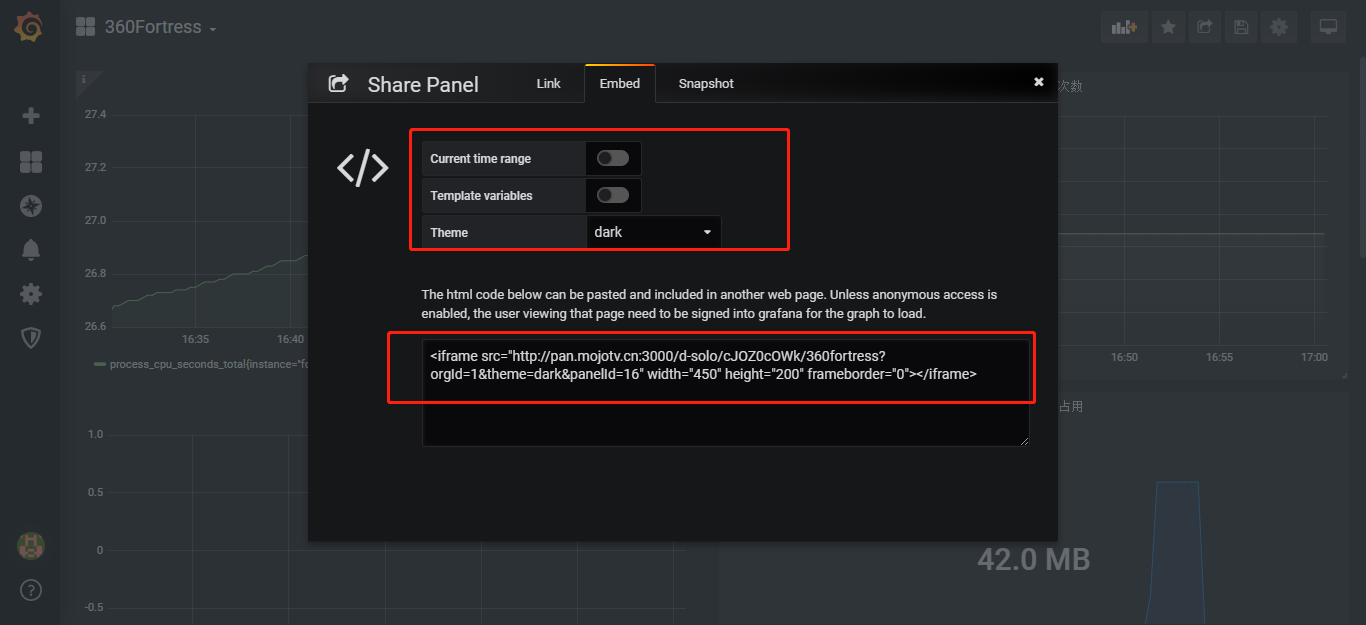 360Fortress
Share Panel
Link
Embed
Snapshot
次数
Current time range
Template variables
Theme
dark
The html code below can be pasted and included in another web page. Unless anonymous access is
enabled, the user viewing that page need to be signed into grafana for the graph to load.
<iframe src="http://pan.mojotv.cn:3000/d-solo/cJOZ0cOWk/360fortress?
orgId=1&theme=dark&panelId=16" width="450" height="200" frameborder="0"></iframe>
27.4
27.2
27.0
26.8
26.6
16:35
16:40
process_cpu_seconds_total{instance="fo
16:50
16:55
17:00
占用
1.0
0.5
0
-0.5
42.0 MB